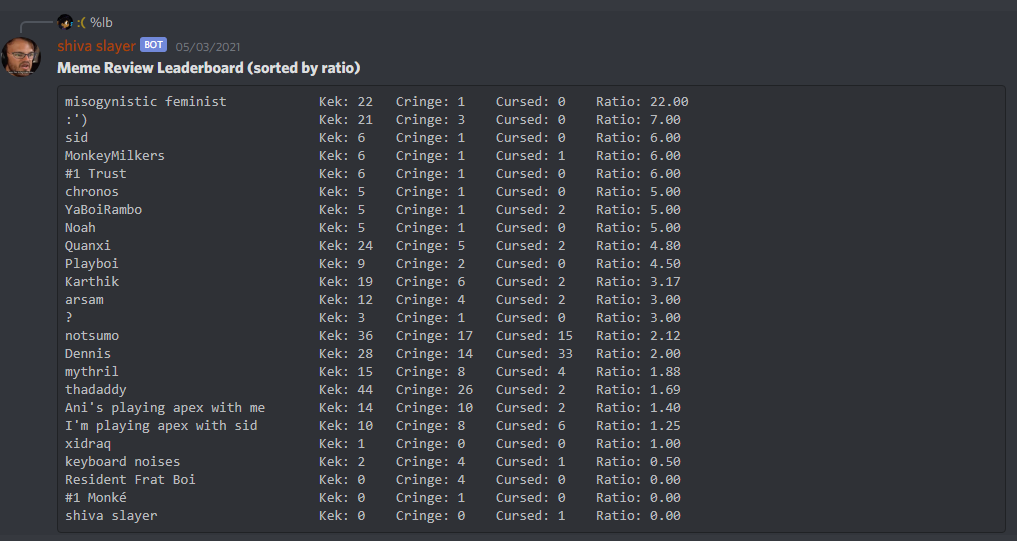 :( %lb
shiva slayer BOT 05/03/2021
Meme Review Leaderboard (sorted by ratio)
misogynistic feminist Kek: 22 Cringe: 1 Cursed: 0 Ratio: 22.00
:') Kek: 21 Cringe: 3 Cursed: 0 Ratio: 7.00
sid Kek: 6 Cringe: 1 Cursed: 0 Ratio: 6.00
MonkeyMilkers Kek: 6 Cringe: 1 Cursed: 1 Ratio: 6.00
#1 Trust Kek: 6 Cringe: 1 Cursed: 0 Ratio: 6.00
chronos Kek: 5 Cringe: 1 Cursed: 0 Ratio: 5.00
YaBoiRambo Kek: 5 Cringe: 1 Cursed: 2 Ratio: 5.00
Noah Kek: 5 Cringe: 1 Cursed: 0 Ratio: 5.00
Quanxi Kek: 24 Cringe: 5 Cursed: 2 Ratio: 4.80
Playboi Kek: 9 Cringe: 2 Cursed: 0 Ratio: 4.50
Karthik Kek: 19 Cringe: 6 Cursed: 2 Ratio: 3.17
arsam Kek: 12 Cringe: 4 Cursed: 2 Ratio: 3.00
? Kek: 3 Cringe: 1 Cursed: 0 Ratio: 3.00
notsumo Kek: 36 Cringe: 17 Cursed: 15 Ratio: 2.12
Dennis Kek: 28 Cringe: 14 Cursed: 33 Ratio: 2.00
mythril Kek: 15 Cringe: 8 Cursed: 4 Ratio: 1.88
thadaddy Kek: 44 Cringe: 26 Cursed: 2 Ratio: 1.69
Ani's playing apex with me Kek: 14 Cringe: 10 Cursed: 2 Ratio: 1.40
I'm playing apex with sid Kek: 10 Cringe: 8 Cursed: 6 Ratio: 1.25
xidraq Kek: 1 Cringe: 0 Cursed: 0 Ratio: 1.00
keyboard noises Kek: 2 Cringe: 4 Cursed: 1 Ratio: 0.50
Resident Frat Boi Kek: 0 Cringe: 4 Cursed: 0 Ratio: 0.00
#1 Monké Kek: 0 Cringe: 1 Cursed: 0 Ratio: 0.00
shiva slayer Kek: 0 Cringe: 0 Cursed: 1 Ratio: 0.00